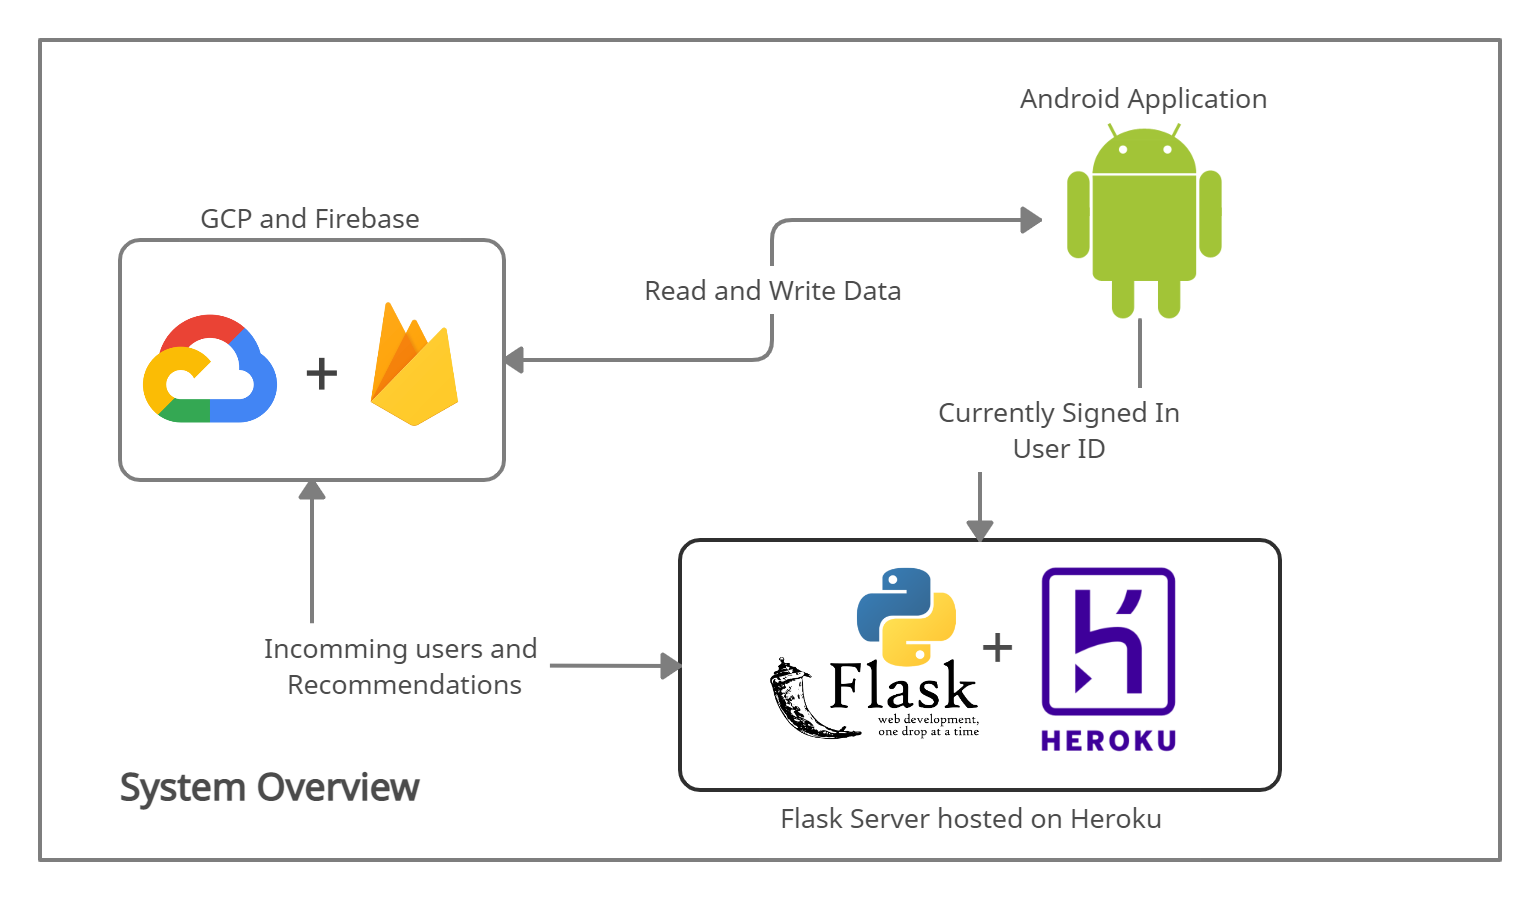 Android Application
GCP and Firebase
Read and Write Data
+
Currently Signed In
User ID
Incomming users and
Recommendations
Flask
web development,
one drop at a time
+
HEROKU
System Overview
Flask Server hosted on Heroku